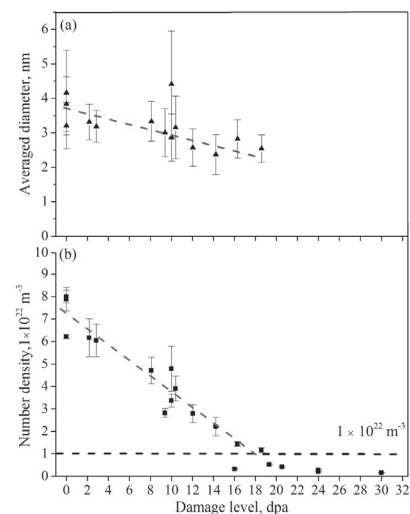 (a)
6
5
4
3
2
1
0
Averaged diameter, nm
(b)
10
9
8
7
6
5
4
3
2
1
0
Number density,1×10²² m⁻³
1 × 10²² m⁻³
0 2 4 6 8 10 12 14 16 18 20 22 24 26 28 30 32
Damage level, dpa